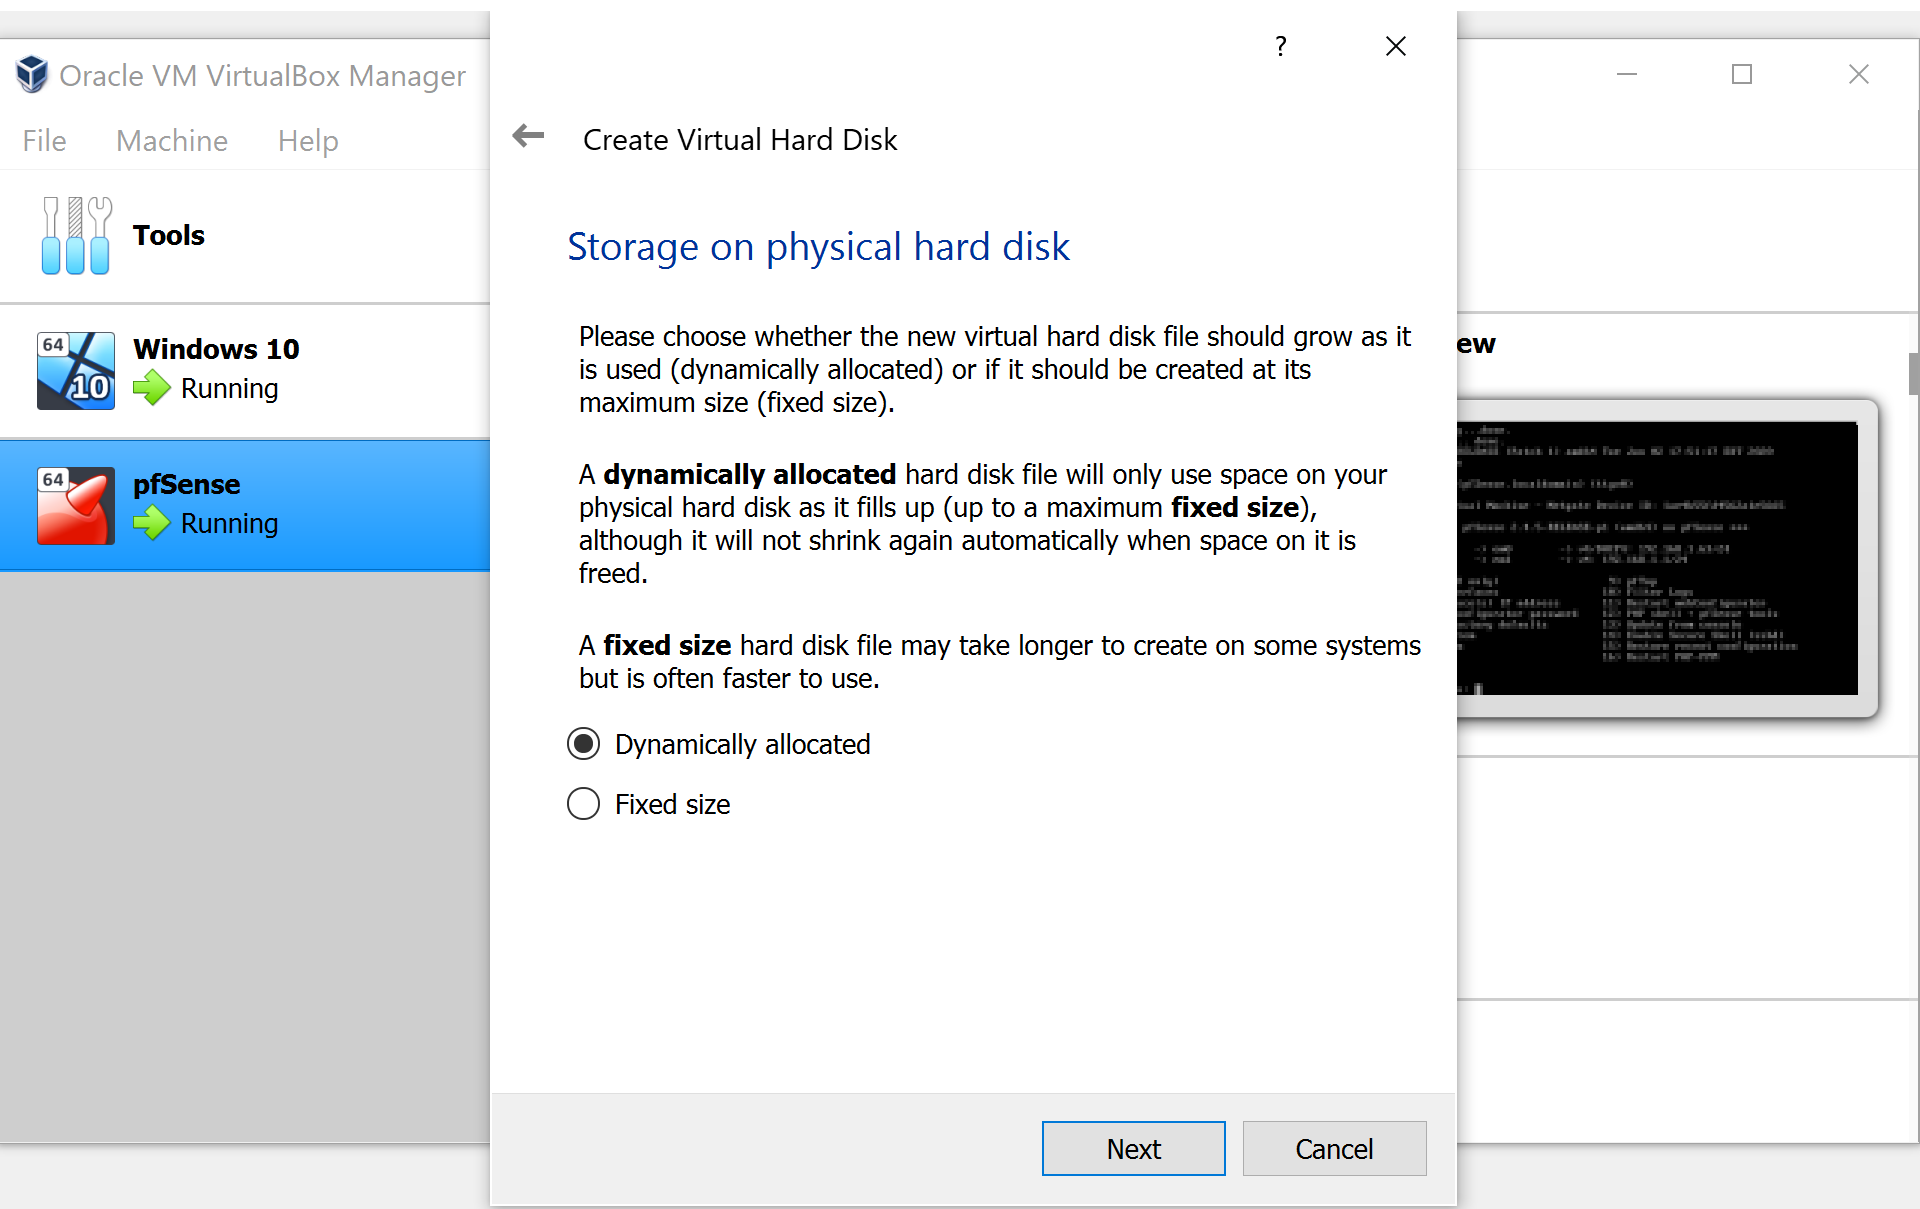 Oracle VM VirtualBox Manager
File Machine Help
Tools
64
10
Windows 10
Running
64
pfSense
Running
?
Create Virtual Hard Disk
Storage on physical hard disk
Please choose whether the new virtual hard disk file should grow as it
is used (dynamically allocated) or if it should be created at its
maximum size (fixed size).
A dynamically allocated hard disk file will only use space on your
physical hard disk as it fills up (up to a maximum fixed size),
although it will not shrink again automatically when space on it is
freed.
A fixed size hard disk file may take longer to create on some systems
but is often faster to use.
Dynamically allocated
Fixed size
Next Cancel
ew